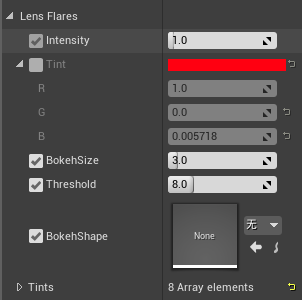 Lens Flares
Intensity 1.0
Tint
R 1.0
G 0.0
B 0.005718
BokehSize 3.0
Threshold 8.0
BokehShape None 无
Tints 8 Array elements